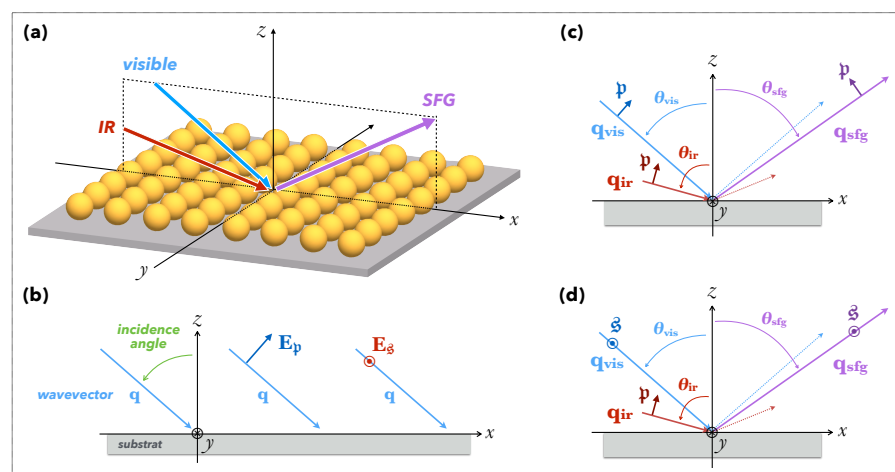 (a)
z
visible
SFG
IR
x
y
(b)
z
incidence
angle
E𝔭
E𝔰
wavevector
q
q
q
x
substrat
y
(c)
z
𝔭
𝔭
θvis
θsfg
qvis
qsfg
𝔭
θir
qir
x
y
(d)
z
𝔰
𝔰
θvis
θsfg
qvis
qsfg
𝔭
θir
qir
x
y